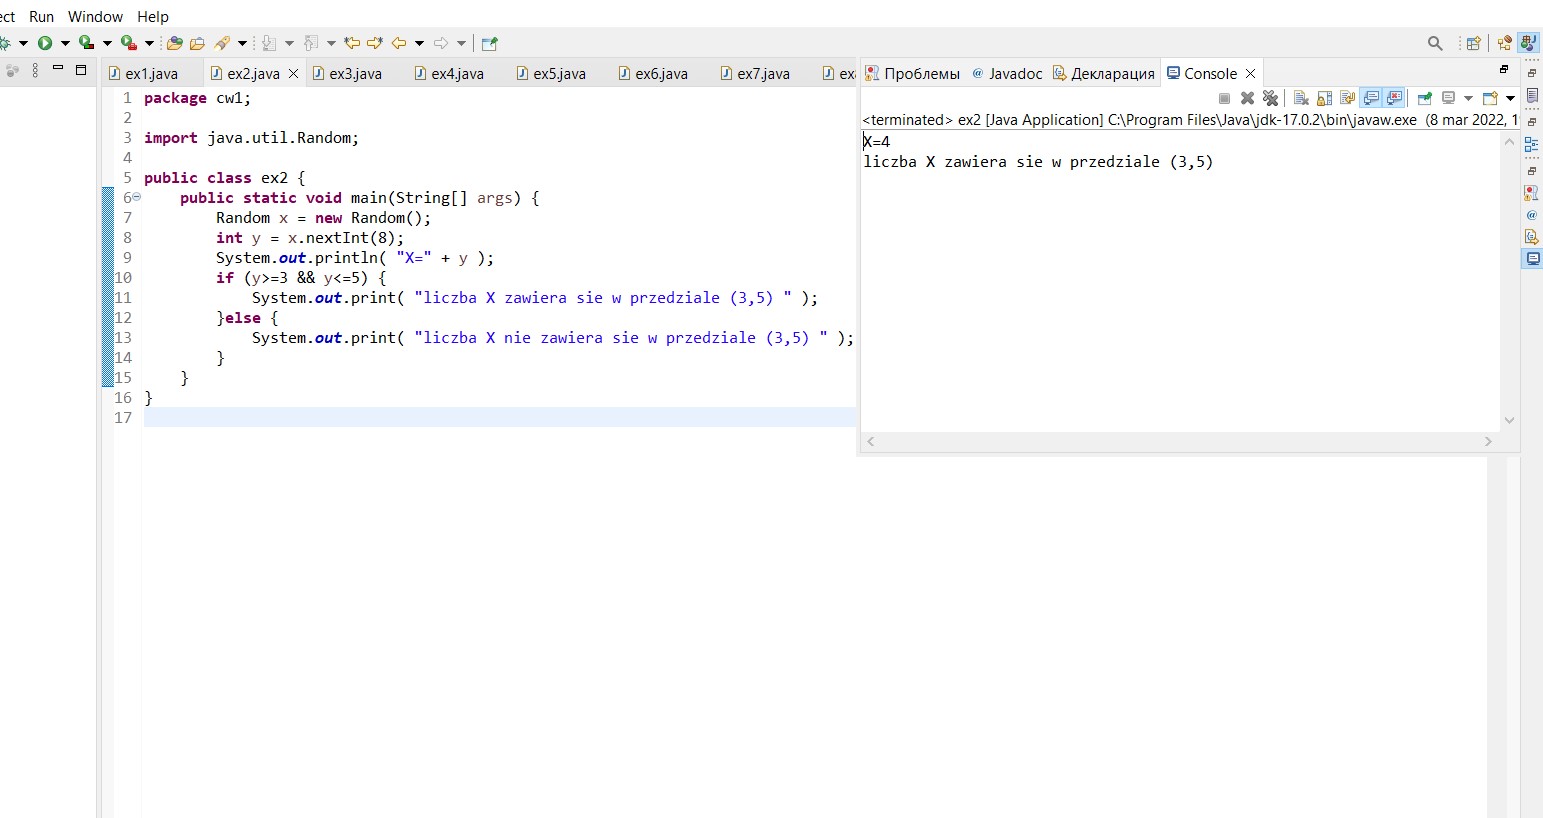 ect Run Window Help
ex1.java ex2.java ex3.java ex4.java ex5.java ex6.java ex7.java ex
Проблемы @ Javadoc Декларация Console
<terminated> ex2 [Java Application] C:\Program Files\Java\jdk-17.0.2\bin\javaw.exe (8 mar 2022, 1
X=4
liczba X zawiera sie w przedziale (3,5)
1 package cw1;
2
3 import java.util.Random;
4
5 public class ex2 {
6 public static void main(String[] args) {
7 Random x = new Random();
8 int y = x.nextInt(8);
9 System.out.println( "X=" + y );
10 if (y>=3 && y<=5) {
11 System.out.print( "liczba X zawiera sie w przedziale (3,5) " );
12 }else {
13 System.out.print( "liczba X nie zawiera sie w przedziale (3,5) " );
14 }
15 }
16 }
17